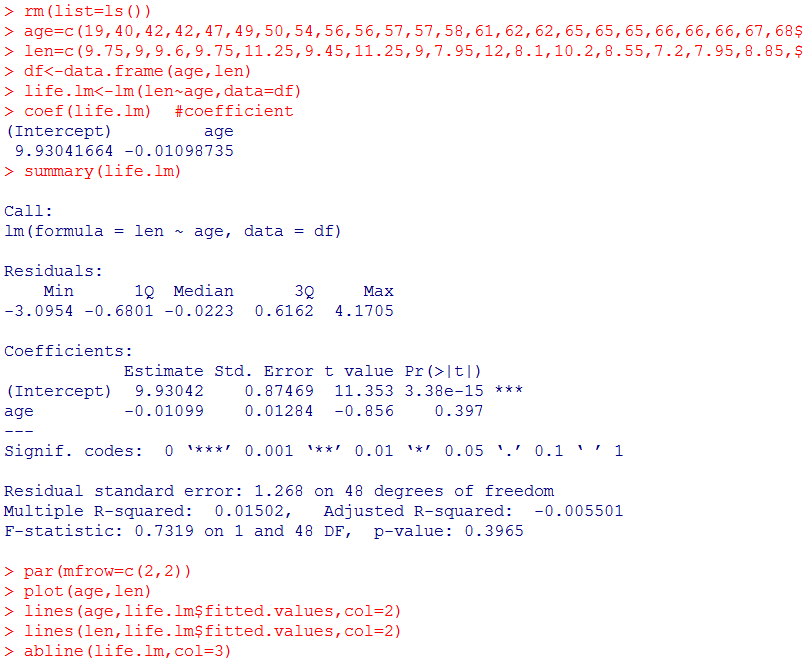 > rm(list=ls())
> age=c(19,40,42,42,47,49,50,54,56,56,57,57,58,61,62,62,65,65,65,66,66,66,67,68$
> len=c(9.75,9,9.6,9.75,11.25,9.45,11.25,9,7.95,12,8.1,10.2,8.55,7.2,7.95,8.85,$
> df<-data.frame(age,len)
> life.lm<-lm(len~age,data=df)
> coef(life.lm)  #coefficient
(Intercept)         age
 9.93041664 -0.01098735
> summary(life.lm)

Call:
lm(formula = len ~ age, data = df)

Residuals:
    Min      1Q  Median      3Q     Max
-3.0954 -0.6801 -0.0223  0.6162  4.1705

Coefficients:
            Estimate Std. Error t value Pr(>|t|)
(Intercept)  9.93042    0.87469  11.353 3.38e-15 ***
age         -0.01099    0.01284  -0.856    0.397
---
Signif. codes:  0 ‘***’ 0.001 ‘**’ 0.01 ‘*’ 0.05 ‘.’ 0.1 ‘ ’ 1

Residual standard error: 1.268 on 48 degrees of freedom
Multiple R-squared:  0.01502,   Adjusted R-squared:  -0.005501
F-statistic: 0.7319 on 1 and 48 DF,  p-value: 0.3965

> par(mfrow=c(2,2))
> plot(age,len)
> lines(age,life.lm$fitted.values,col=2)
> lines(len,life.lm$fitted.values,col=2)
> abline(life.lm,col=3)